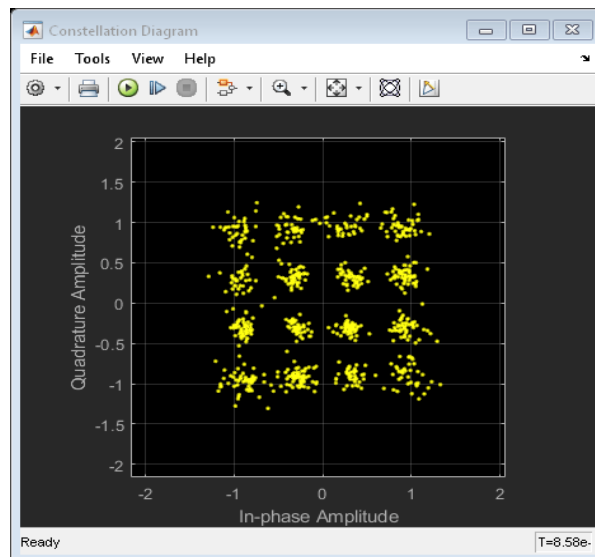 Constellation Diagram
File Tools View Help
2
1.5
1
0.5
0
-0.5
-1
-1.5
-2
Quadrature Amplitude
-2 -1 0 1 2
In-phase Amplitude
Ready T=8.58e-